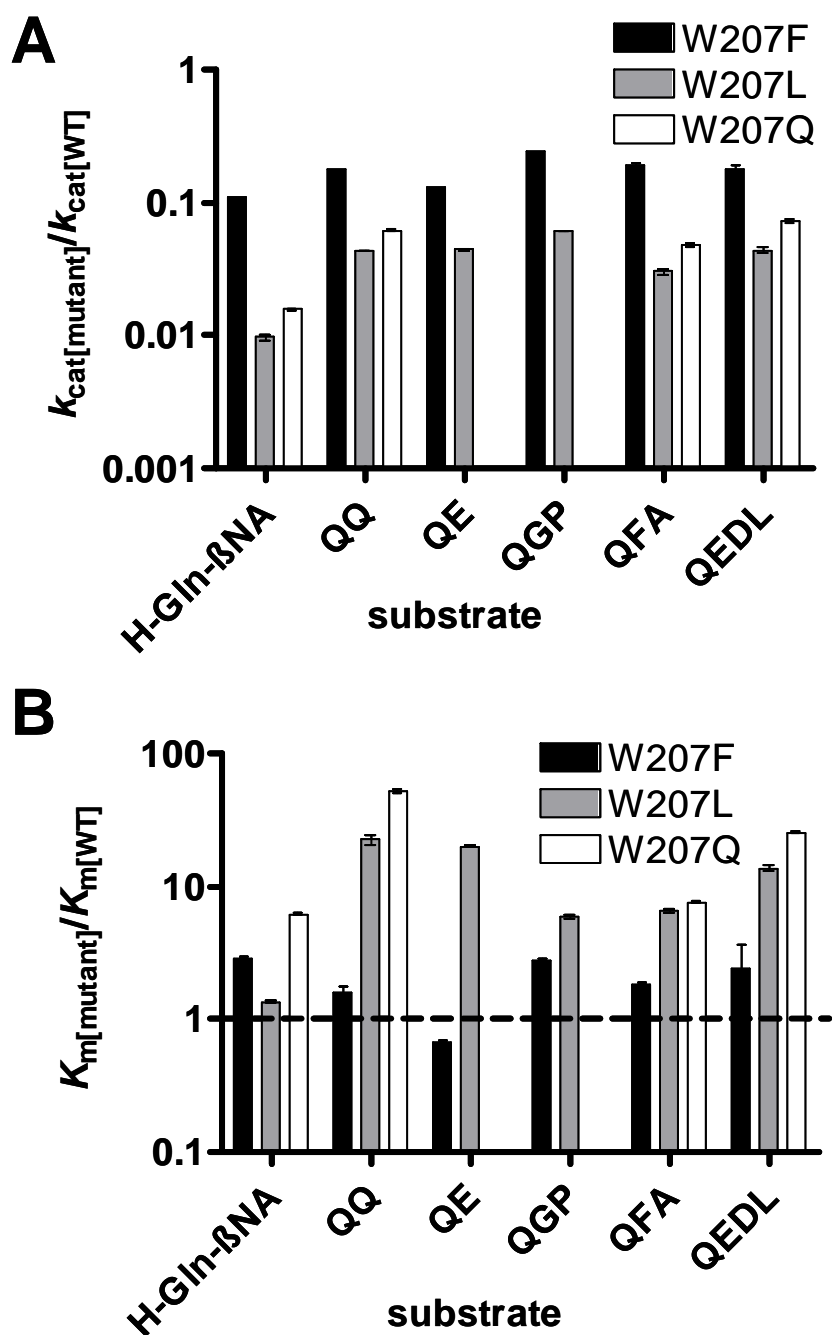 A
W207F
W207L
W207Q
kcat[mutant]/kcat[WT]
1
0.1
0.01
0.001
H-Gln-ßNA
QQ
QE
QGP
QFA
QEDL
substrate
B
W207F
W207L
W207Q
Km[mutant]/Km[WT]
100
10
1
0.1
H-Gln-ßNA
QQ
QE
QGP
QFA
QEDL
substrate